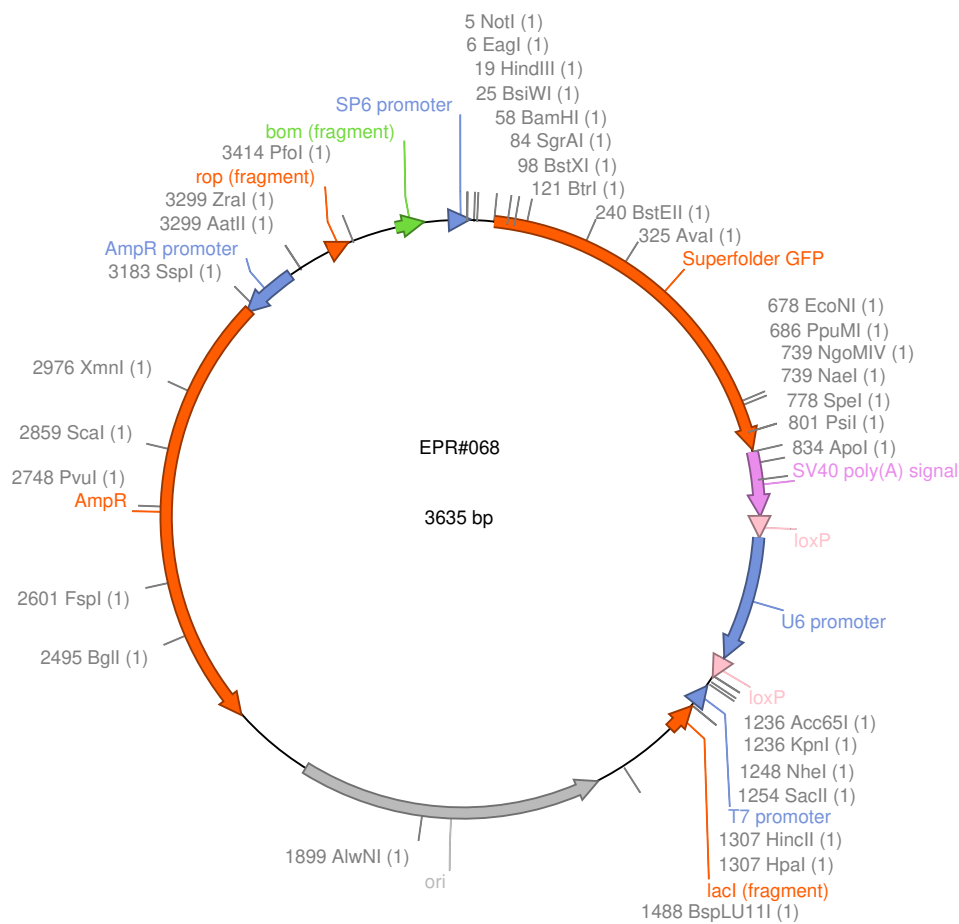 5 NotI (1)
6 EagI (1)
19 HindIII (1)
25 BsiWI (1)
58 BamHI (1)
84 SgrAI (1)
98 BstXI (1)
121 BtrI (1)
240 BstEII (1)
325 AvaI (1)
Superfolder GFP
678 EcoNI (1)
686 PpuMI (1)
739 NgoMIV (1)
739 NaeI (1)
778 SpeI (1)
801 PsiI (1)
834 ApoI (1)
SV40 poly(A) signal
loxP
U6 promoter
loxP
1236 Acc65I (1)
1236 KpnI (1)
1248 NheI (1)
1254 SacII (1)
T7 promoter
1307 HincII (1)
1307 HpaI (1)
lacI (fragment)
1488 BspLU11I (1)
ori
1899 AlwNI (1)
2495 BglI (1)
2601 FspI (1)
AmpR
2748 PvuI (1)
2859 ScaI (1)
2976 XmnI (1)
3183 SspI (1)
AmpR promoter
3299 AatII (1)
3299 ZraI (1)
rop (fragment)
3414 PfoI (1)
bom (fragment)
SP6 promoter
EPR#068
3635 bp